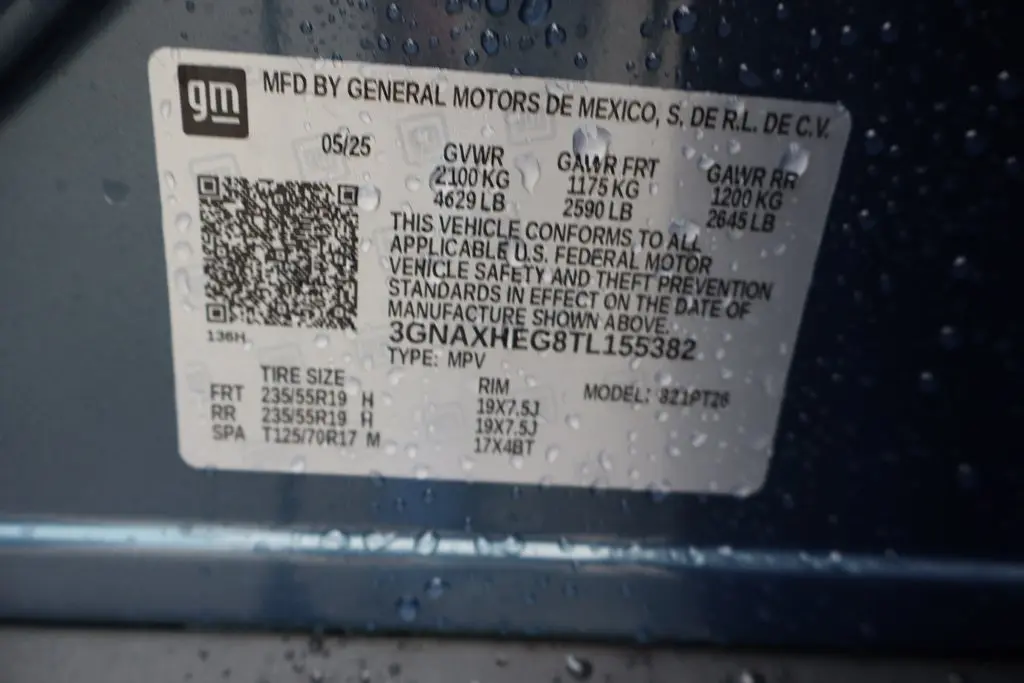 gm
MFD BY GENERAL MOTORS DE MEXICO, S. DE R.L. DE C.V.
05/25
GVWR GAWR FRT GAWR RR
2100 KG 1175 KG 1200 KG
4629 LB 2590 LB 2645 LB
THIS VEHICLE CONFORMS TO ALL
APPLICABLE U.S. FEDERAL MOTOR
VEHICLE SAFETY AND THEFT PREVENTION
STANDARDS IN EFFECT ON THE DATE OF
MANUFACTURE SHOWN ABOVE.
136H
3GNAXHEG8TL155382
TYPE: MPV
TIRE SIZE RIM MODEL:
FRT 235/55R19 H 19X7.5J
RR 235/55R19 H 19X7.5J
SPA T125/70R17 M 17X4BT